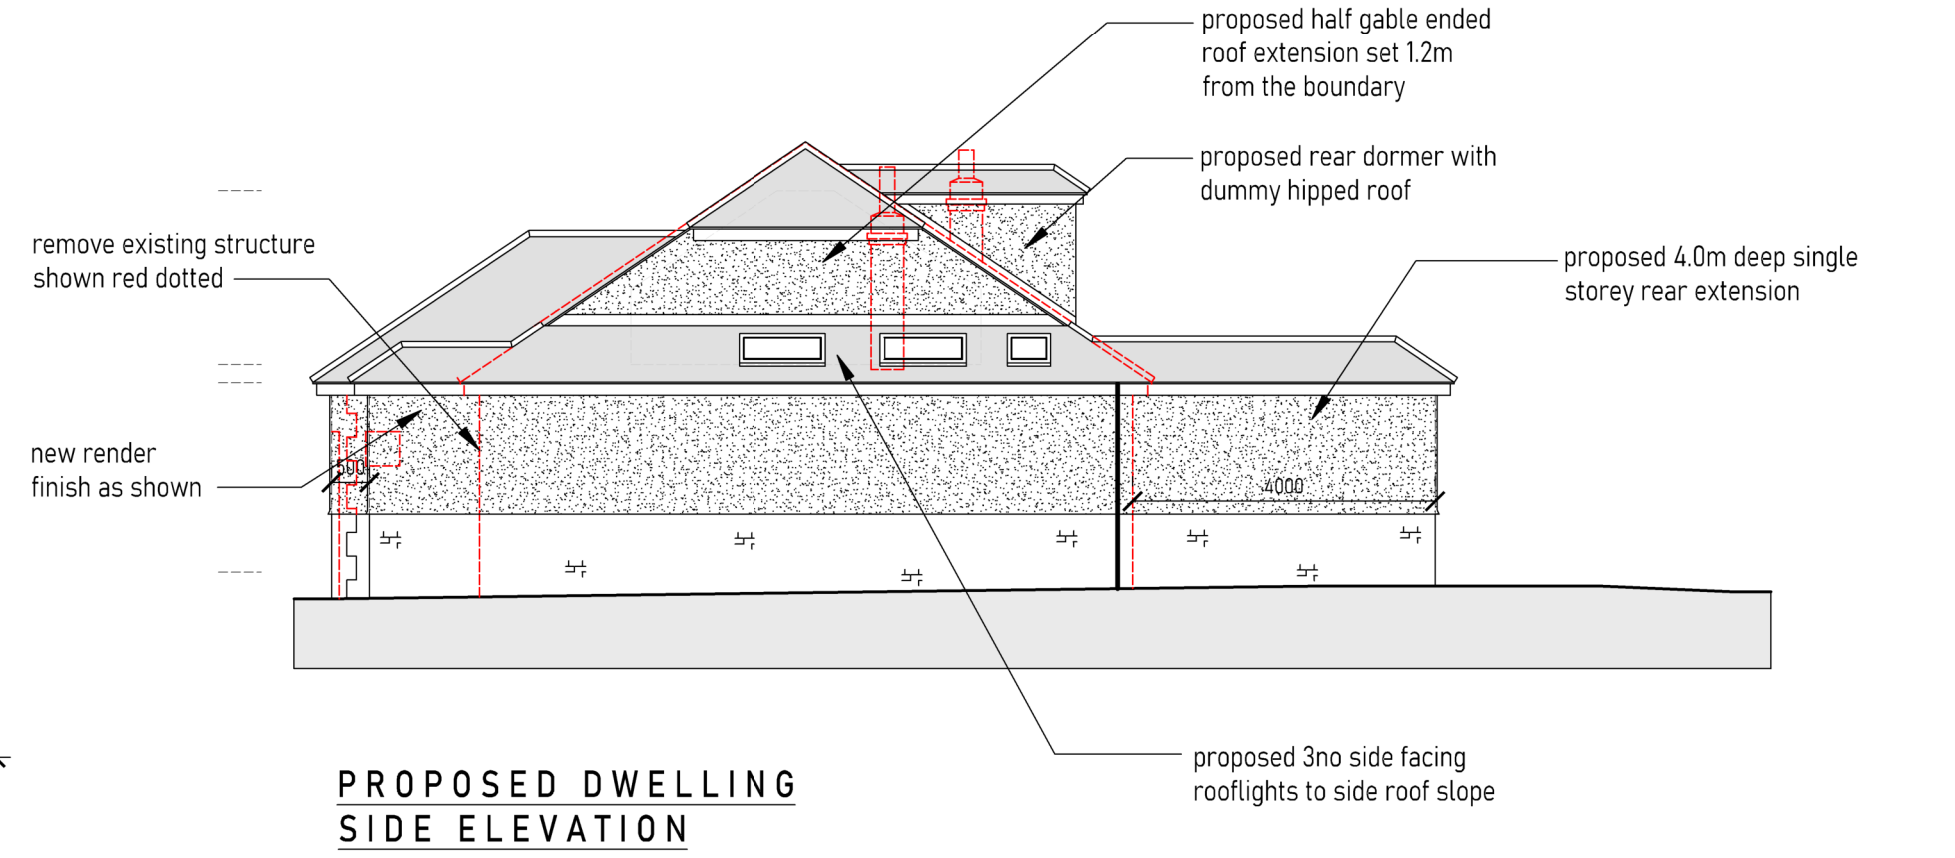 proposed half gable ended
roof extension set 1.2m
from the boundary
proposed rear dormer with
dummy hipped roof
remove existing structure
shown red dotted
proposed 4.0m deep single
storey rear extension
new render
finish as shown
500
4000
proposed 3no side facing
rooflights to side roof slope
PROPOSED DWELLING
SIDE ELEVATION